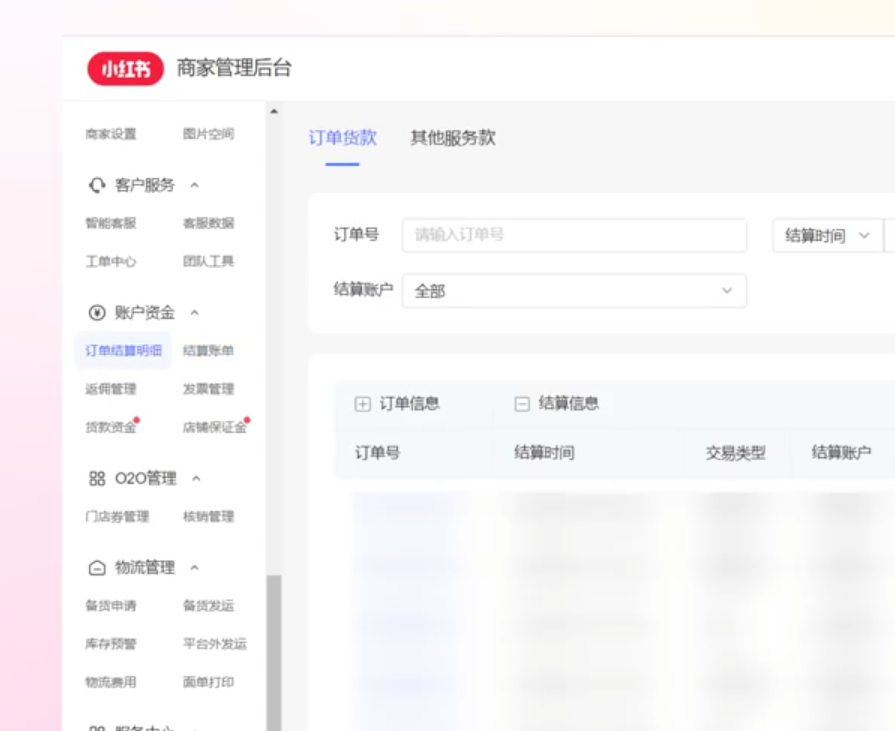 小红书 商家管理后台
商家设置 图片空间
客户服务
智能客服 客服数据
工单中心 团队工具
账户资金
订单结算明细 结算账单
返佣管理 发票管理
货款资金 店铺保证金
O2O管理
门店券管理 核销管理
物流管理
备货申请 备货发运
库存预警 平台外发运
物流费用 面单打印
服务中心
订单货款 其他服务款
订单号 请输入订单号 结算时间
结算账户 全部
订单信息 结算信息
订单号 结算时间 交易类型 结算账户